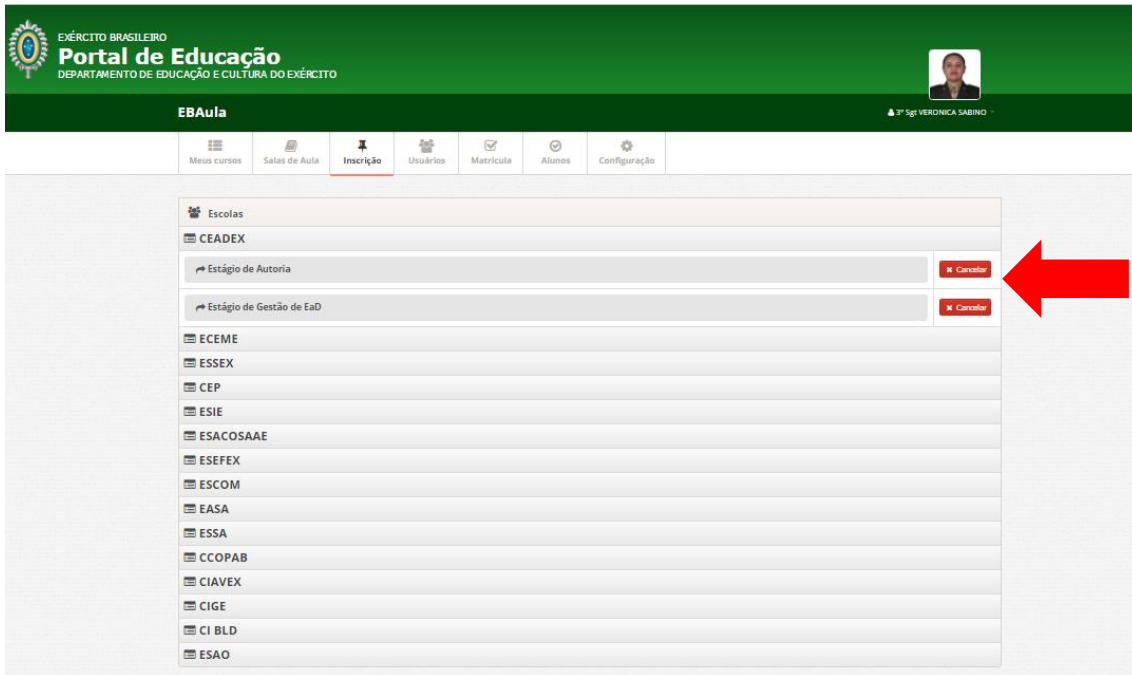 EXÉRCITO BRASILEIRO
Portal de Educação
DEPARTAMENTO DE EDUCAÇÃO E CULTURA DO EXÉRCITO
EBAula
3º Sgt VERONICA SABINO
Meus cursos Salas de Aula Inscrição Usuários Matrícula Alunos Configuração
Escolas
CEADEX
Estágio de Autoria
Cancelar
Estágio de Gestão de EaD
Cancelar
ECEME
ESSEX
CEP
ESIE
ESACOSAAE
ESEFEX
ESCOM
EASA
ESSA
CCOPAB
CIAVEX
CIGE
CI BLD
ESAO